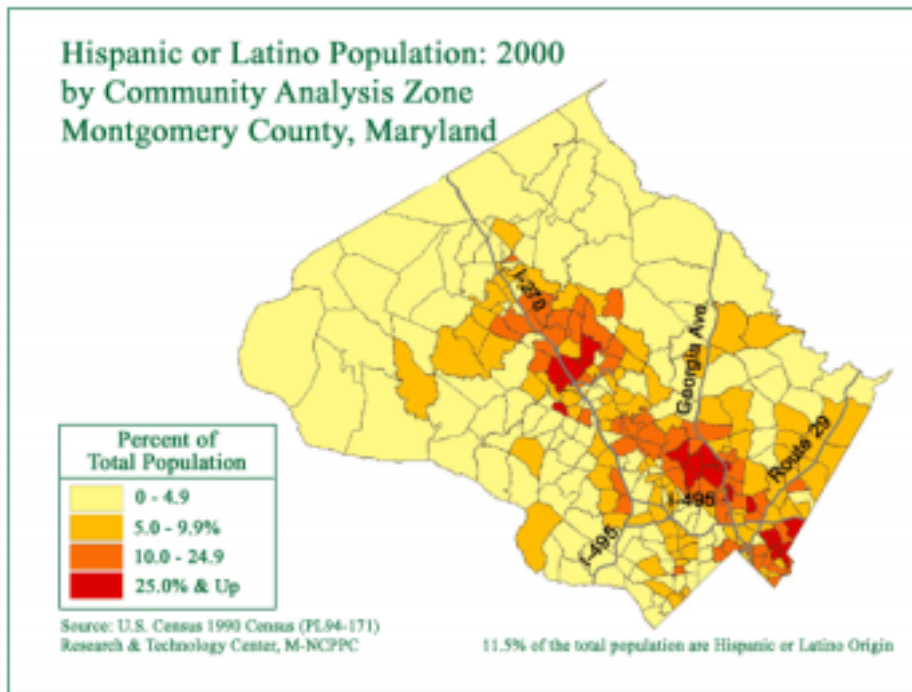 Hispanic or Latino Population: 2000
by Community Analysis Zone
Montgomery County, Maryland
I-270
Georgia Ave
Route 29
I-495
I-495
Percent of
Total Population
0 - 4.9
5.0 - 9.9%
10.0 - 24.9
25.0% & Up
Source: U.S. Census 1990 Census (PL94-171)
Research & Technology Center, M-NCPPC
11.5% of the total population are Hispanic or Latino Origin